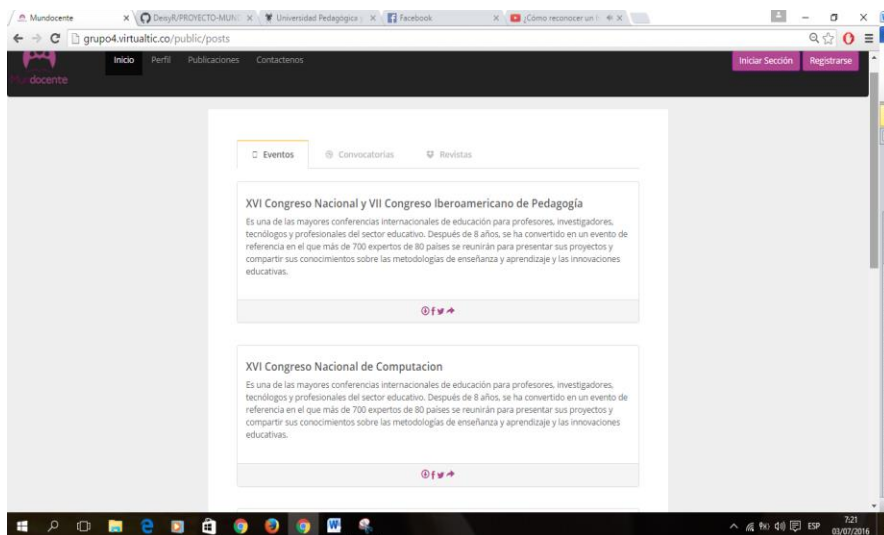 Mundocente
DeisyR/PROYECTO-MUN
Universidad Pedagógica
Facebook
¿Cómo reconocer un
grupo4.virtualtic.co/public/posts
Mundocente
Inicio
Perfil
Publicaciones
Contactenos
Iniciar Sección
Registrarse
Eventos
Convocatorias
Revistas
XVI Congreso Nacional y VII Congreso Iberoamericano de Pedagogía
Es una de las mayores conferencias internacionales de educación para profesores, investigadores,
tecnólogos y profesionales del sector educativo. Después de 8 años, se ha convertido en un evento de
referencia en el que más de 700 expertos de 80 países se reunirán para presentar sus proyectos y
compartir sus conocimientos sobre las metodologías de enseñanza y aprendizaje y las innovaciones
educativas.
XVI Congreso Nacional de Computacion
Es una de las mayores conferencias internacionales de educación para profesores, investigadores,
tecnólogos y profesionales del sector educativo. Después de 8 años, se ha convertido en un evento de
referencia en el que más de 700 expertos de 80 países se reunirán para presentar sus proyectos y
compartir sus conocimientos sobre las metodologías de enseñanza y aprendizaje y las innovaciones
educativas.
ESP
7:21
03/07/2016